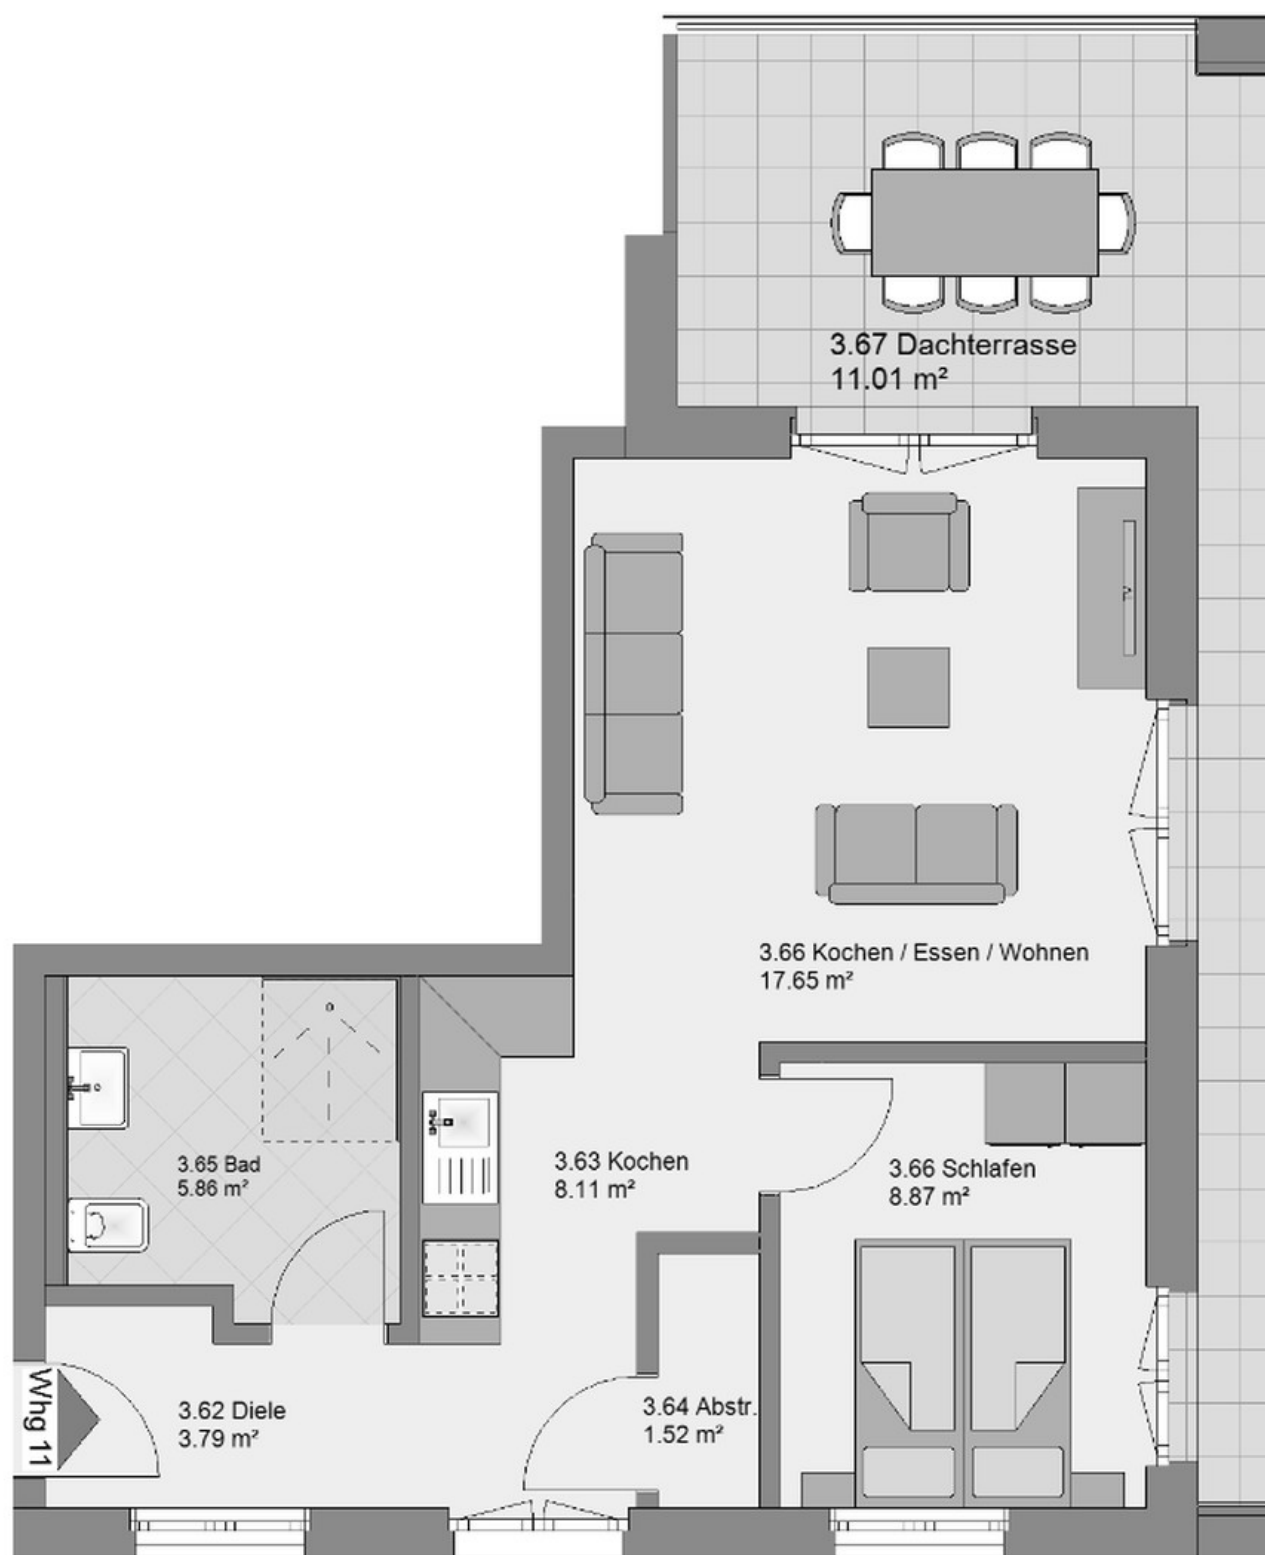 3.67 Dachterrasse
11.01 m²
3.66 Kochen / Essen / Wohnen
17.65 m²
3.65 Bad
5.86 m²
3.63 Kochen
8.11 m²
3.66 Schlafen
8.87 m²
Whg 11
3.62 Diele
3.79 m²
3.64 Abstr.
1.52 m²